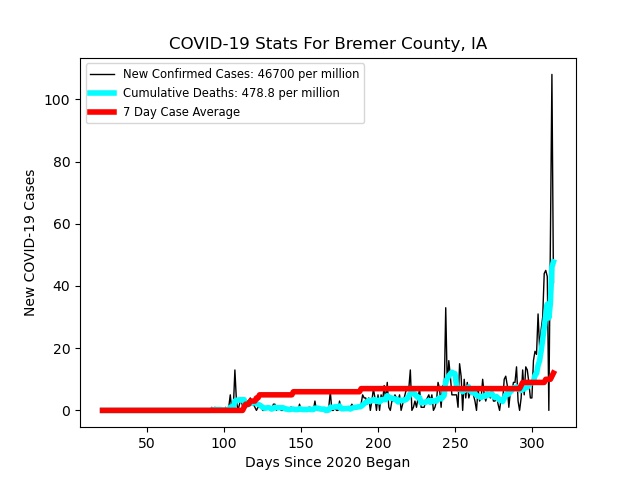 COVID-19 Stats For Bremer County, IA
New Confirmed Cases: 46700 per million
Cumulative Deaths: 478.8 per million
7 Day Case Average
100
80
60
40
20
0
New COVID-19 Cases
50 100 150 200 250 300
Days Since 2020 Began